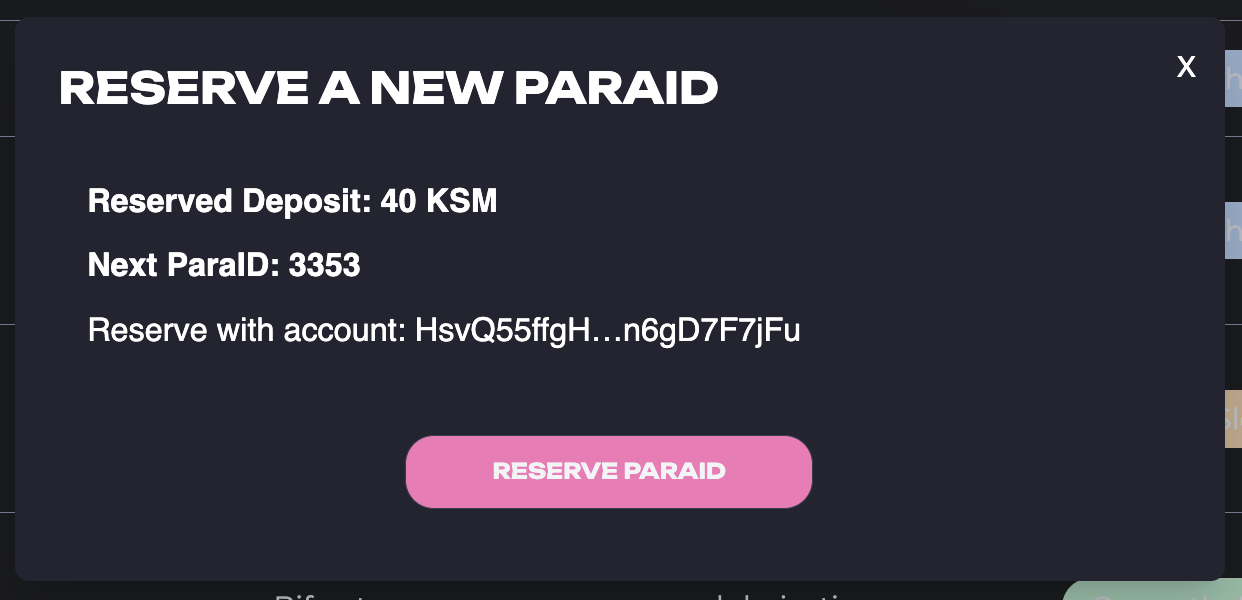 RESERVE A NEW PARAID
X
Reserved Deposit: 40 KSM
Next ParaID: 3353
Reserve with account: HsvQ55ffgH…n6gD7F7jFu
RESERVE PARAID